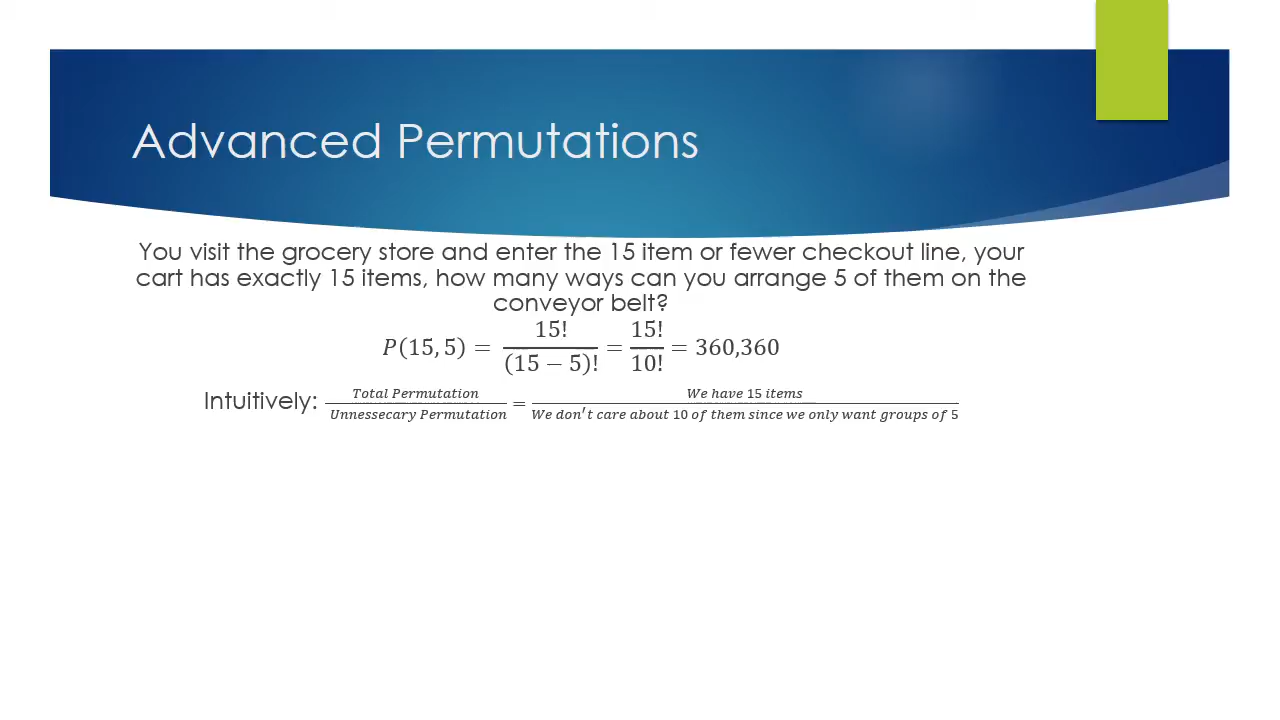 Advanced Permutations
You visit the grocery store and enter the 15 item or fewer checkout line, your
cart has exactly 15 items, how many ways can you arrange 5 of them on the
conveyor belt?
P(15, 5) = 15! / (15 − 5)! = 15! / 10! = 360,360
Intuitively: Total Permutation / Unnessecary Permutation = We have 15 items / We don't care about 10 of them since we only want groups of 5